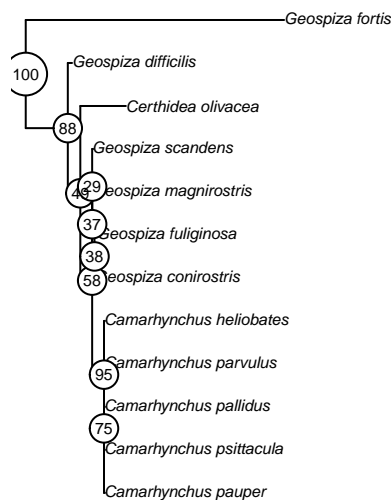 Geospiza fortis
Geospiza difficilis
100
Certhidea olivacea
88
Geospiza scandens
29
49
Geospiza magnirostris
37
Geospiza fuliginosa
38
58
Geospiza conirostris
Camarhynchus heliobates
Camarhynchus parvulus
95
Camarhynchus pallidus
75
Camarhynchus psittacula
Camarhynchus pauper